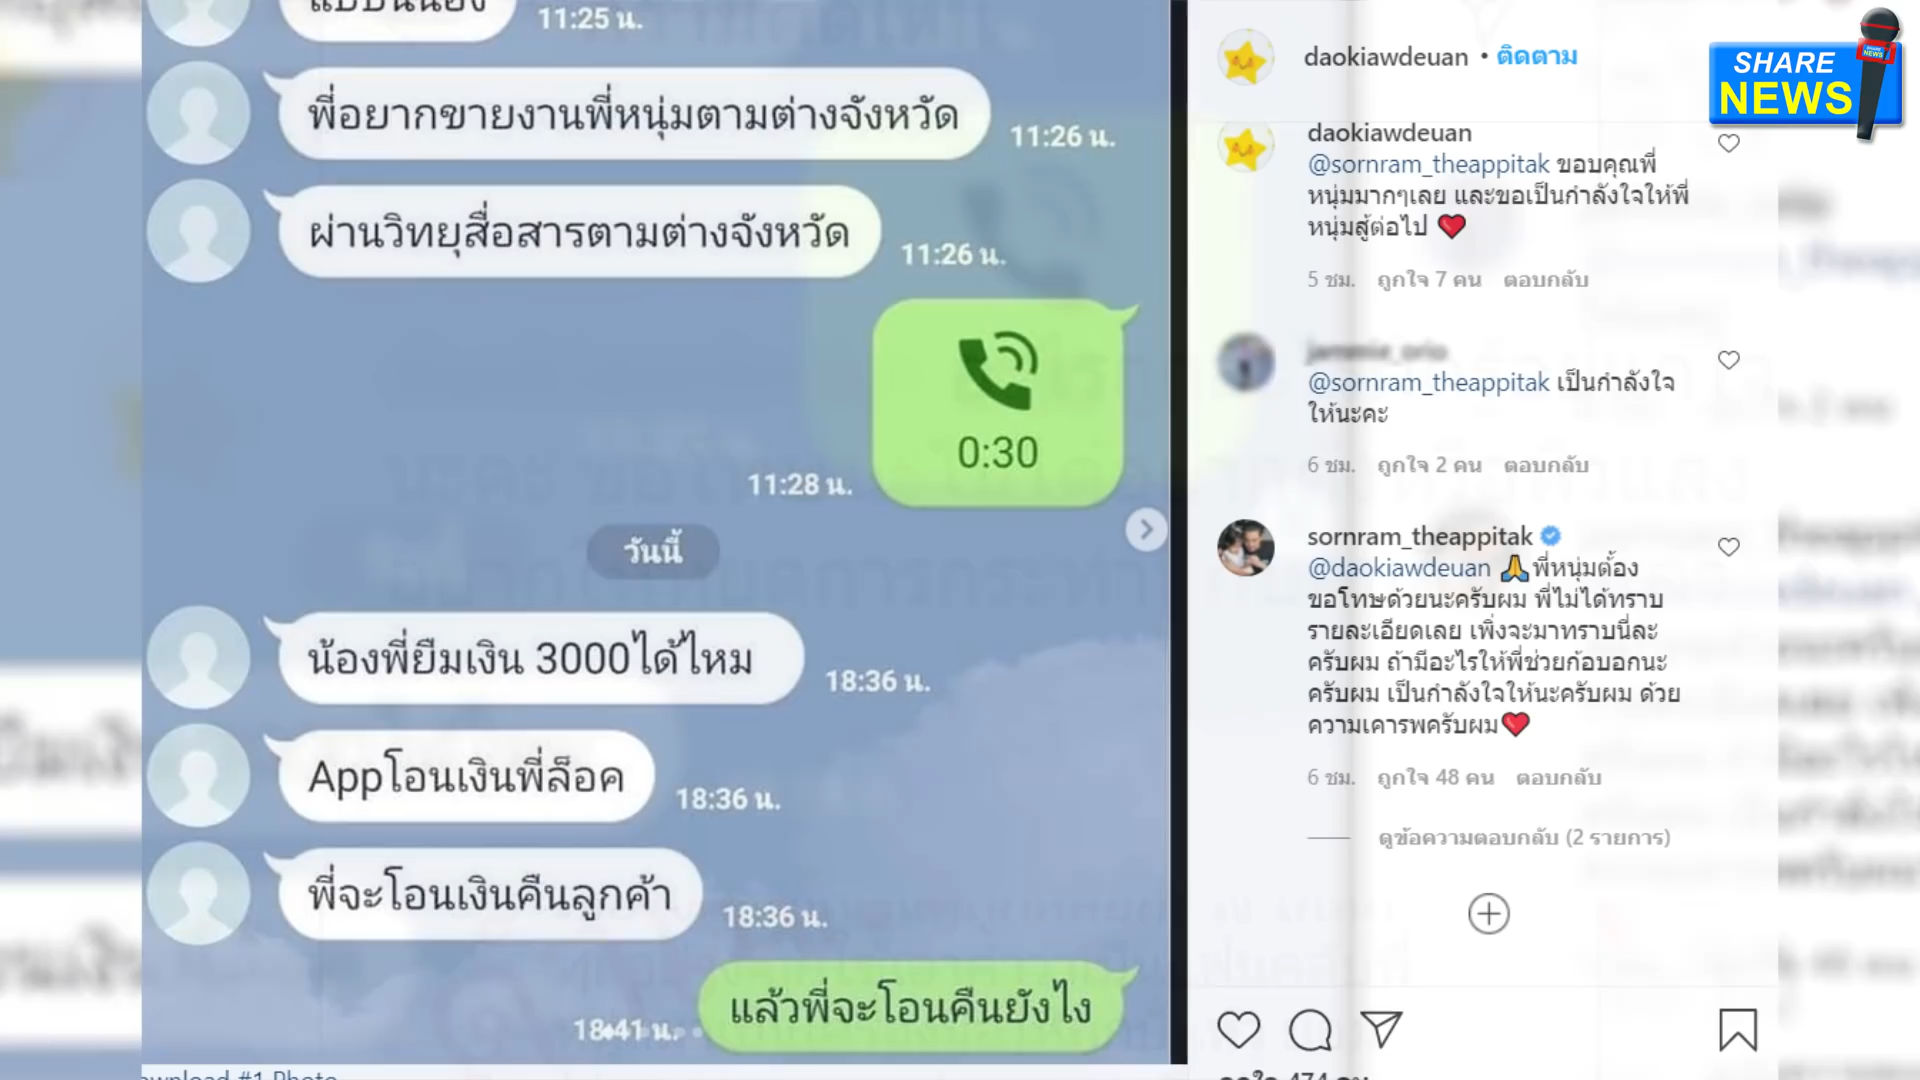 11:25 น.
พี่อยากขายงานพี่หนุ่มตามต่างจังหวัด
11:26 น.
ผ่านวิทยุสื่อสารตามต่างจังหวัด
11:26 น.
0:30
11:28 น.
วันนี้
น้องพี่ยืมเงิน 3000ได้ไหม
18:36 น.
Appโอนเงินพี่ล็อค
18:36 น.
พี่จะโอนเงินคืนลูกค้า
18:36 น.
แล้วพี่จะโอนคืนยังไง
18:41 น.
daokiawdeuan • ติดตาม
daokiawdeuan
@sornram_theappitak ขอบคุณพี่
หนุ่มมากๆเลย และขอเป็นกำลังใจให้พี่
หนุ่มสู้ต่อไป ❤️
5 ชม. ถูกใจ 7 คน ตอบกลับ
@sornram_theappitak เป็นกำลังใจ
ให้นะคะ
6 ชม. ถูกใจ 2 คน ตอบกลับ
sornram_theappitak
@daokiawdeuan 🙏พี่หนุ่มต้อง
ขอโทษด้วยนะครับผม พี่ไม่ได้ทราบ
รายละเอียดเลย เพิ่งจะมาทราบนี่ละ
ครับผม ถ้ามีอะไรให้พี่ช่วยก้อบอกนะ
ครับผม เป็นกำลังใจให้นะครับผม ด้วย
ความเคารพครับผม❤️
6 ชม. ถูกใจ 48 คน ตอบกลับ
ดูข้อความตอบกลับ (2 รายการ)
SHARE
NEWS